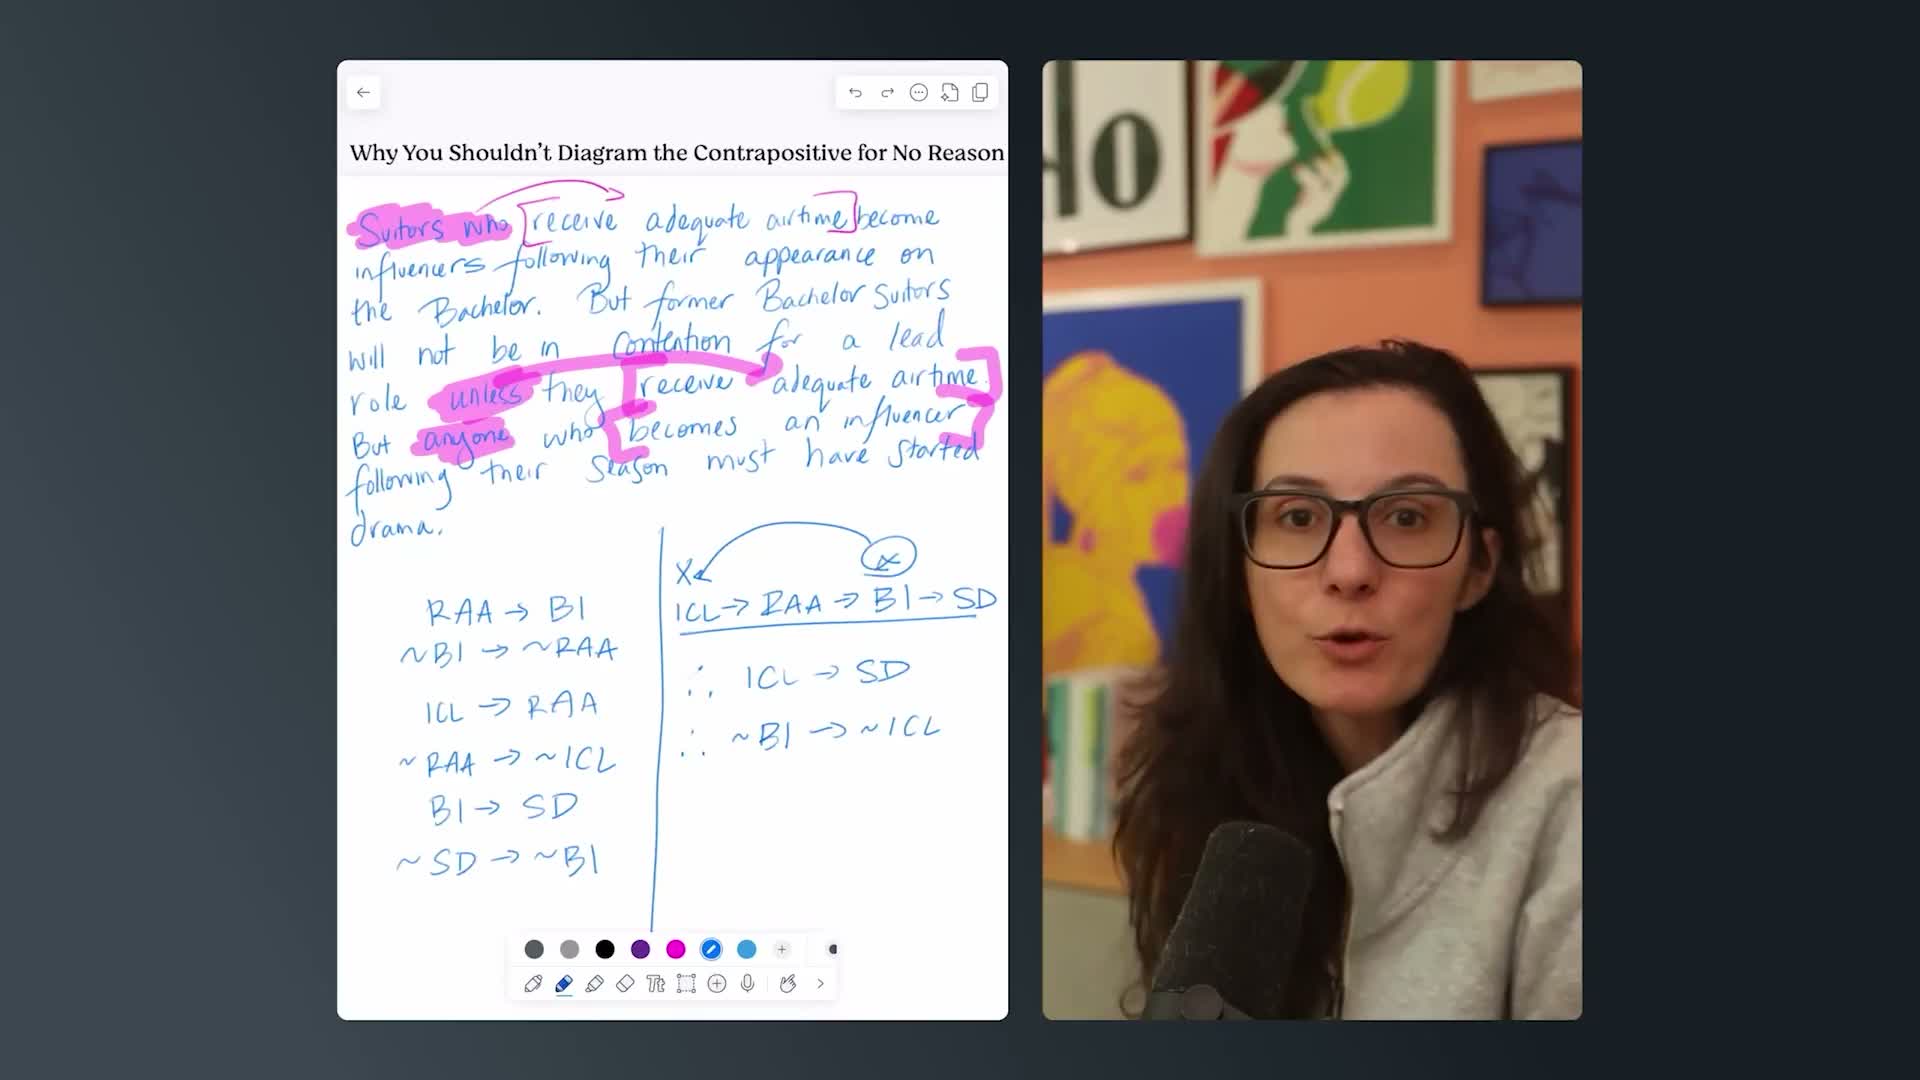 Why You Shouldn't Diagram the Contrapositive for No Reason
Suitors who receive adequate airtime become
influencers following their appearance on
the Bachelor. But former Bachelor Suitors
will not be in contention for a lead
role unless they receive adequate airtime.
But anyone who becomes an influencer
following their season must have started
drama.
RAA → BI
~BI → ~RAA
ICL → RAA
~RAA → ~ICL
BI → SD
~SD → ~BI
X X
ICL → RAA → BI → SD
∴ ICL → SD
∴ ~BI → ~ICL
Tt